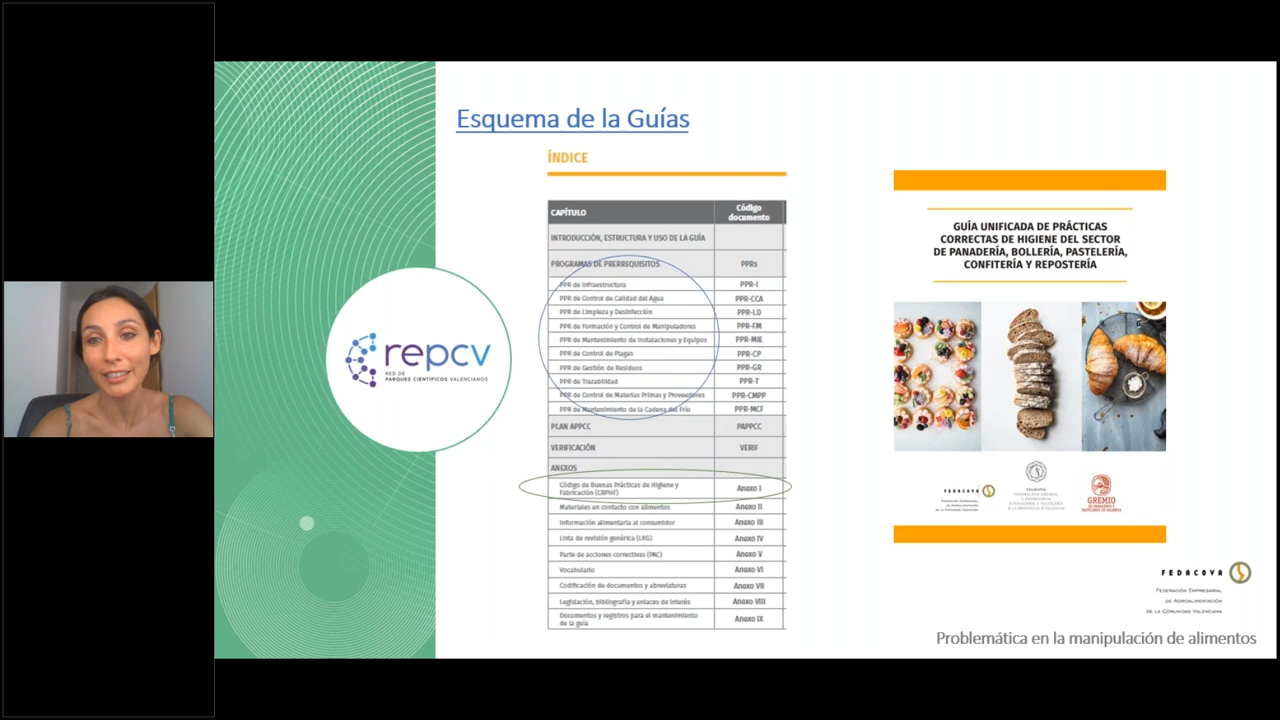 Esquema de la Guías
ÍNDICE
CAPÍTULO
Código
documento
INTRODUCCIÓN, ESTRUCTURA Y USO DE LA GUÍA
PROGRAMAS DE PRERREQUISITOS PPRs
PPR de Infraestructura PPR-I
PPR de Control de Calidad del Agua PPR-CCA
PPR de Limpieza y Desinfección PPR-LD
PPR de Formación y Control de Manipuladores PPR-FM
PPR de Mantenimiento de Instalaciones y Equipos PPR-MIE
PPR de Control de Plagas PPR-CP
PPR de Gestión de Residuos PPR-GR
PPR de Trazabilidad PPR-T
PPR de Control de Materias Primas y Proveedores PPR-CMPP
PPR de Mantenimiento de la Cadena del Frío PPR-MCF
PLAN APPCC PAPPCC
VERIFICACIÓN VERIF
ANEXOS
Código de Buenas Prácticas de Higiene y
Fabricación (CBPHF) Anexo I
Materiales en contacto con alimentos Anexo II
Información alimentaria al consumidor Anexo III
Lista de revisión genérica (LRG) Anexo IV
Parte de acciones correctivas (PAC) Anexo V
Vocabulario Anexo VI
Codificación de documentos y abreviaturas Anexo VII
Legislación, bibliografía y enlaces de interés Anexo VIII
Documentos y registros para el mantenimiento
de la guía Anexo IX
repcv
RED DE
PARQUES CIENTÍFICOS VALENCIANOS
GUÍA UNIFICADA DE PRÁCTICAS
CORRECTAS DE HIGIENE DEL SECTOR
DE PANADERÍA, BOLLERÍA, PASTELERÍA,
CONFITERÍA Y REPOSTERÍA
FEDACOVA
FEDERACIÓN EMPRESARIAL
DE AGROALIMENTACIÓN
DE LA COMUNIDAD VALENCIANA
GREMIO
FEDACOVA
FEDERACIÓN EMPRESARIAL
DE AGROALIMENTACIÓN
DE LA COMUNIDAD VALENCIANA
Problemática en la manipulación de alimentos